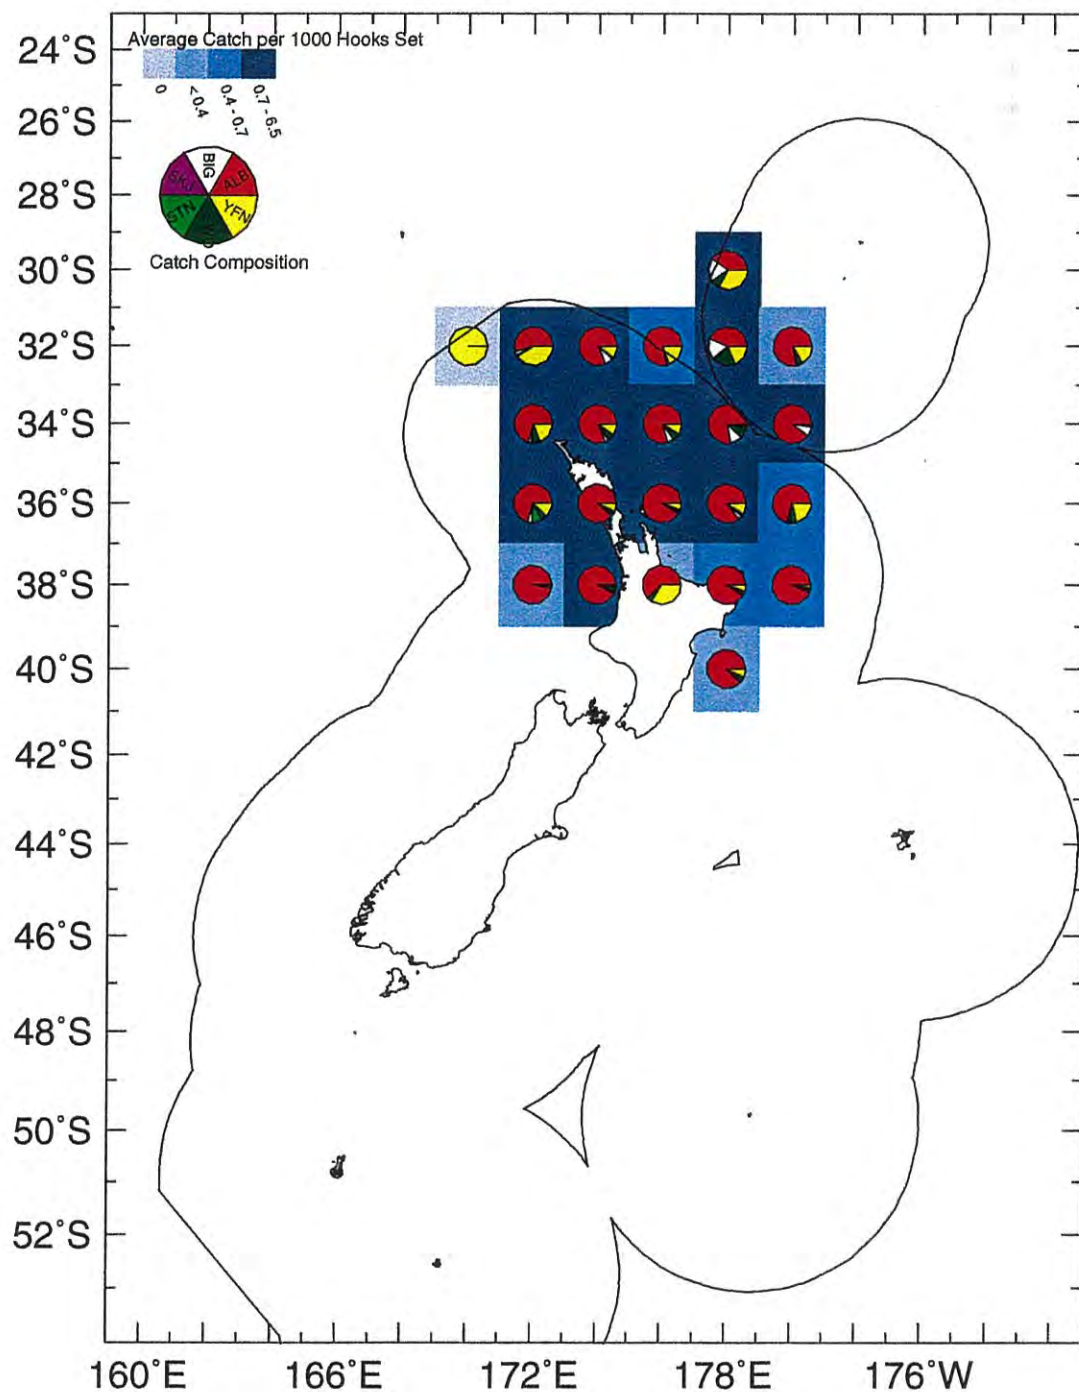 Average Catch per 1000 Hooks Set
0
< 0.4
0.4 - 0.7
0.7 - 6.5
BIG
ALB
YFN
STN
SKJ
Catch Composition
24°S
26°S
28°S
30°S
32°S
34°S
36°S
38°S
40°S
42°S
44°S
46°S
48°S
50°S
52°S
160°E 166°E 172°E 178°E 176°W